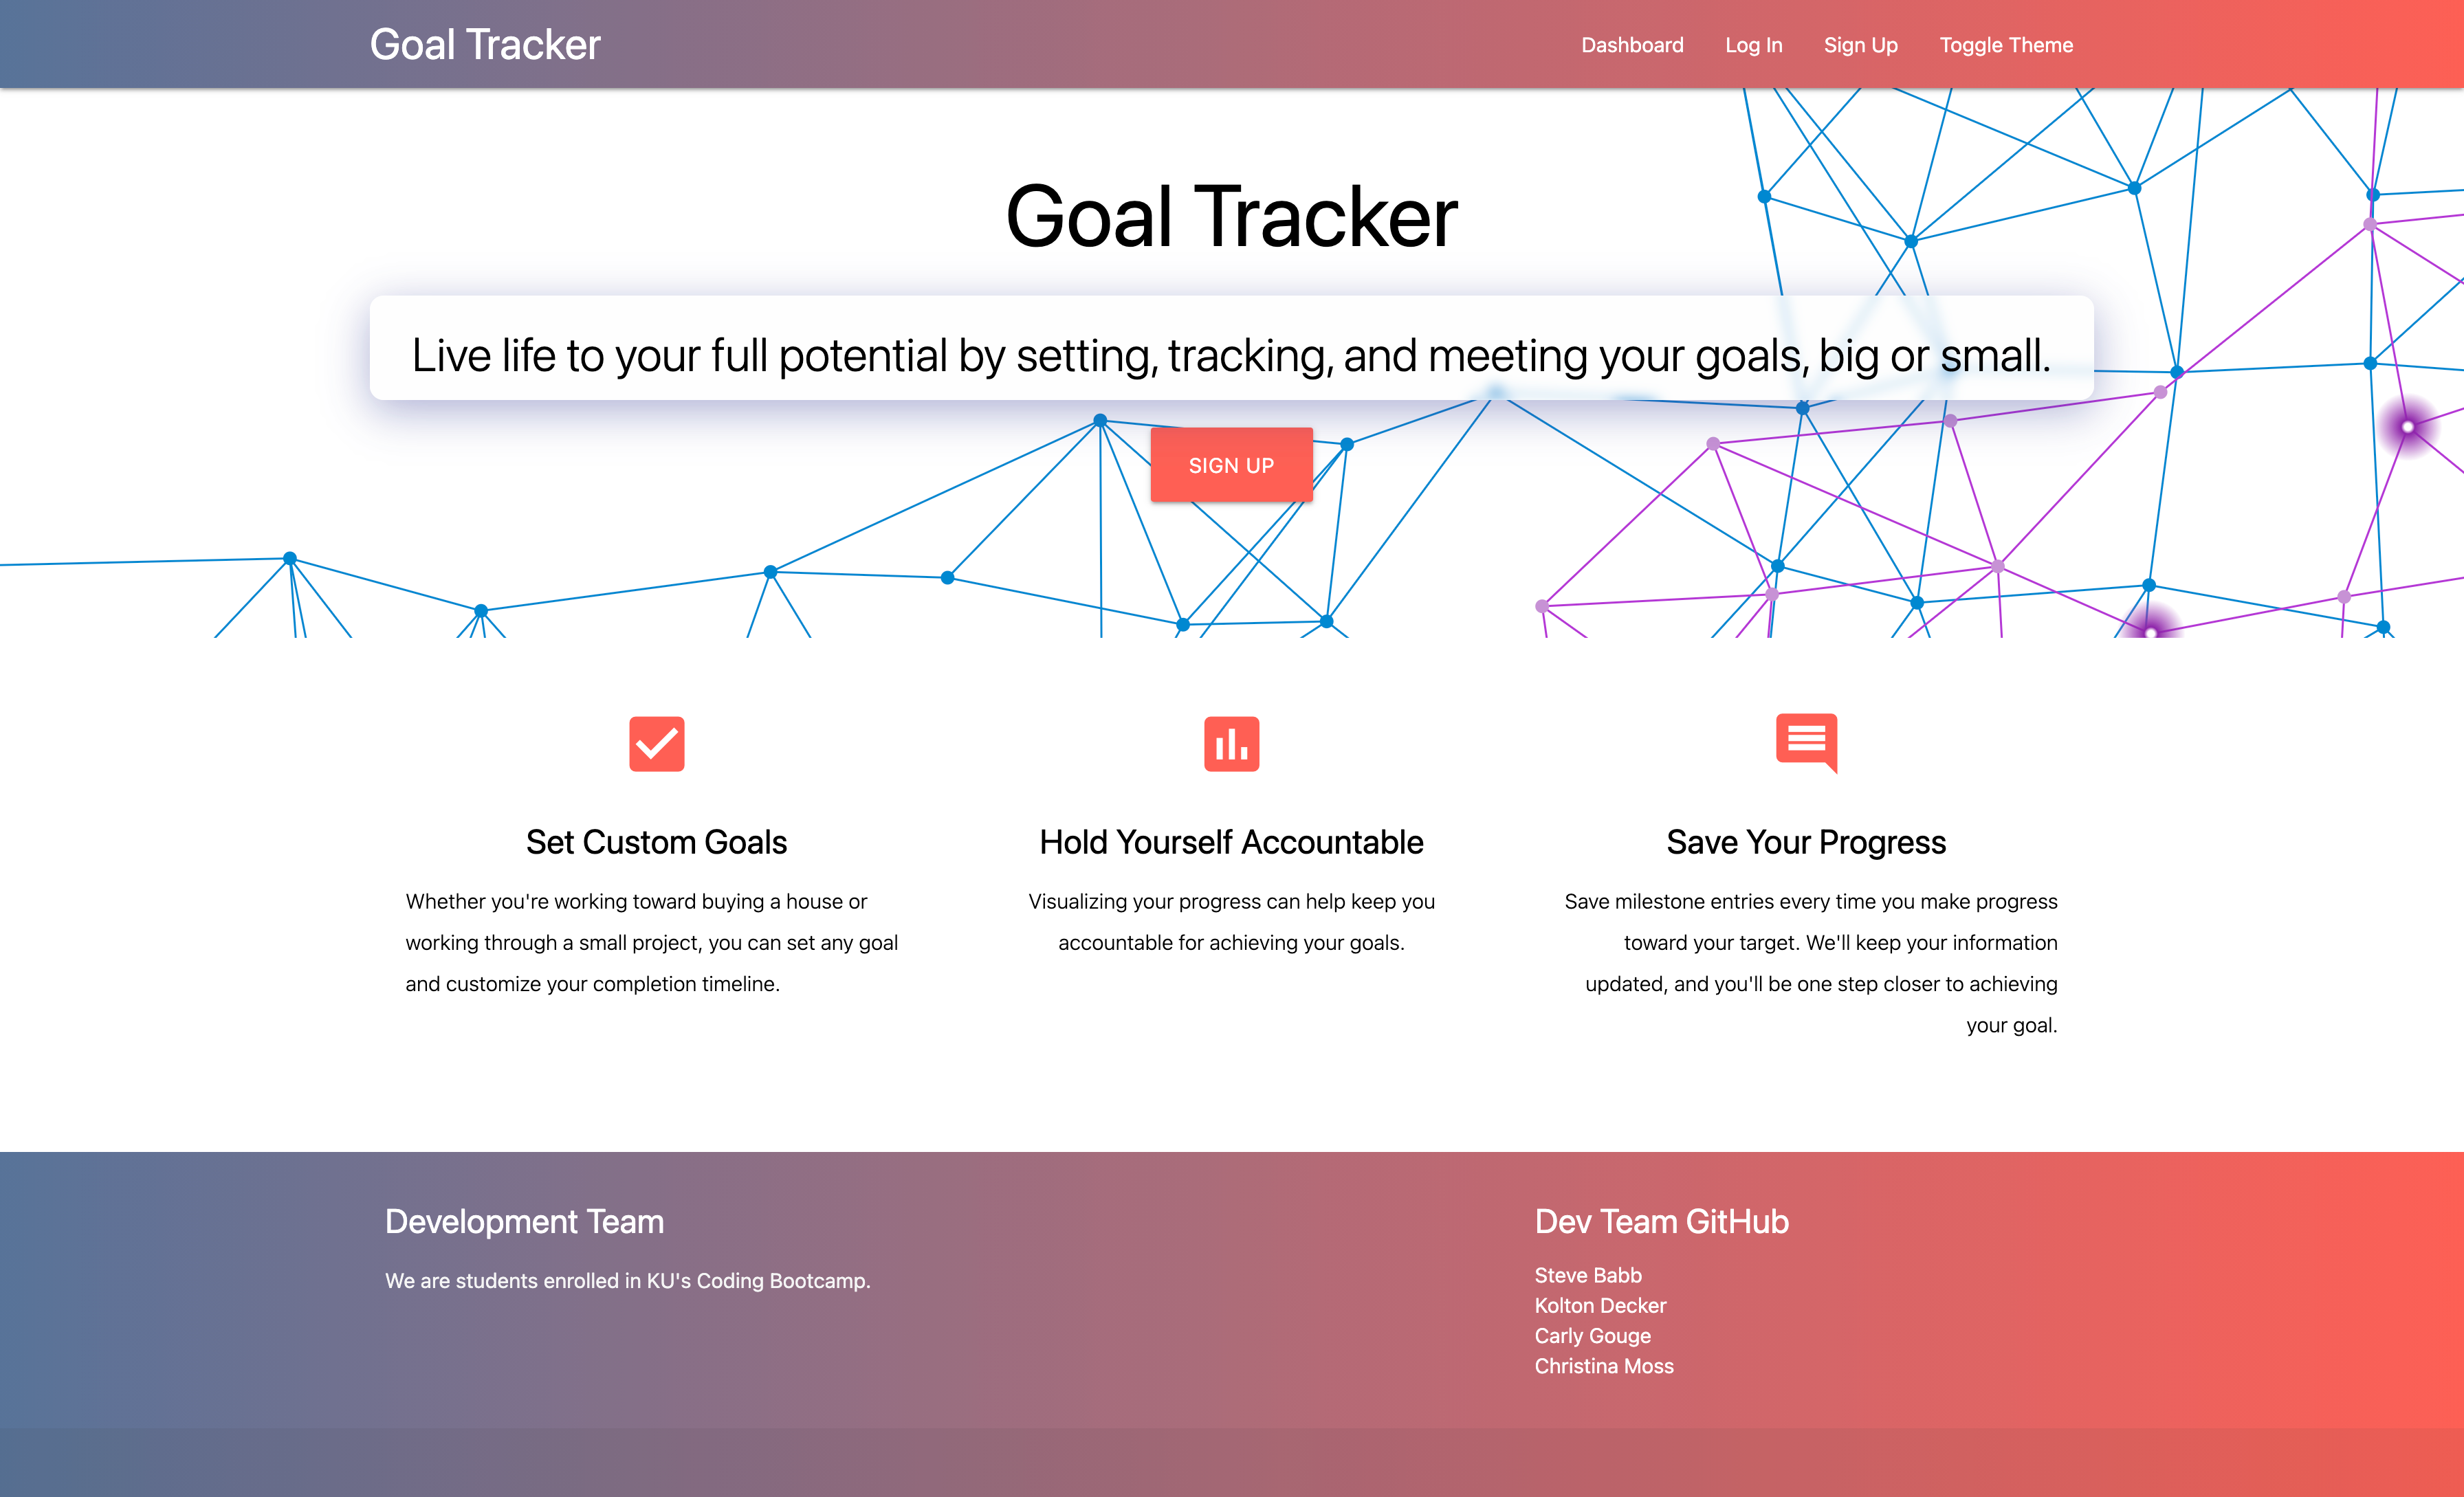 Goal Tracker
Dashboard Log In Sign Up Toggle Theme
Goal Tracker
Live life to your full potential by setting, tracking, and meeting your goals, big or small.
SIGN UP
Set Custom Goals
Whether you're working toward buying a house or
working through a small project, you can set any goal
and customize your completion timeline.
Hold Yourself Accountable
Visualizing your progress can help keep you
accountable for achieving your goals.
Save Your Progress
Save milestone entries every time you make progress
toward your target. We'll keep your information
updated, and you'll be one step closer to achieving
your goal.
Development Team
We are students enrolled in KU's Coding Bootcamp.
Dev Team GitHub
Steve Babb
Kolton Decker
Carly Gouge
Christina Moss